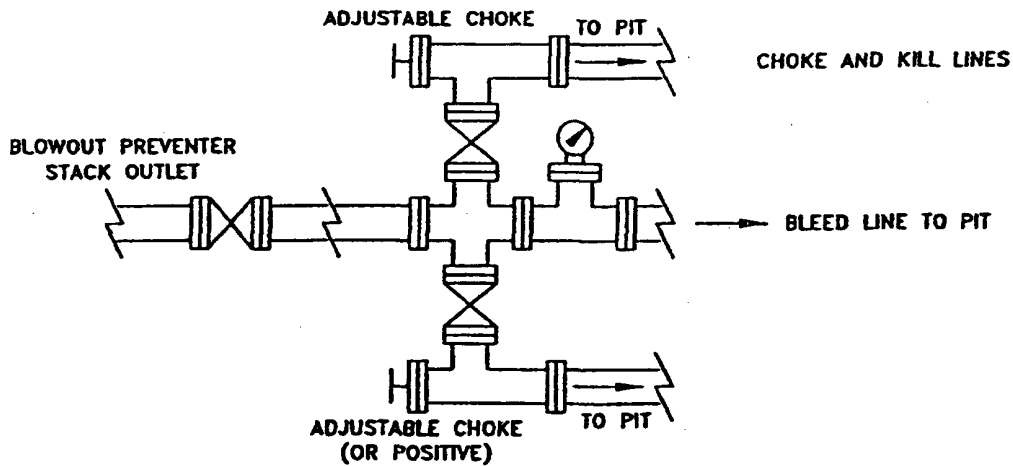 ADJUSTABLE CHOKE
TO PIT
CHOKE AND KILL LINES
BLOWOUT PREVENTER
STACK OUTLET
BLEED LINE TO PIT
TO PIT
ADJUSTABLE CHOKE
(OR POSITIVE)